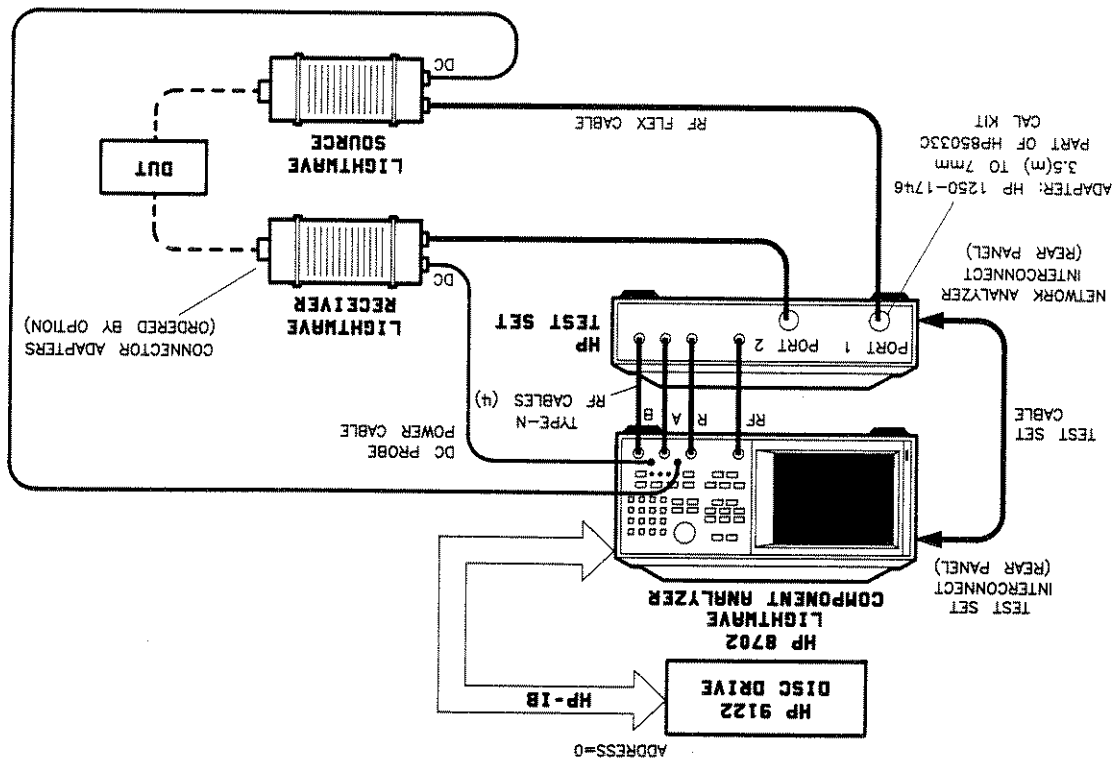 ADDRESS=0
HP 9122
DISC DRIVE
HP-IB
HP 8702
LIGHTWAVE
COMPONENT ANALYZER
TEST SET
INTERCONNECT
(REAR PANEL)
TEST SET
CABLE
NETWORK ANALYZER
INTERCONNECT
(REAR PANEL)
RF
R
A
B
TYPE-N
RF CABLES (4)
DC PROBE
POWER CABLE
PORT 1
PORT 2
HP
TEST SET
ADAPTER: HP 1250-1746
3.5(m) TO 7mm
PART OF HP85033C
CAL KIT
CONNECTOR ADAPTERS
(ORDERED BY OPTION)
LIGHTWAVE
RECEIVER
DC
DUT
RF FLEX CABLE
LIGHTWAVE
SOURCE
DC